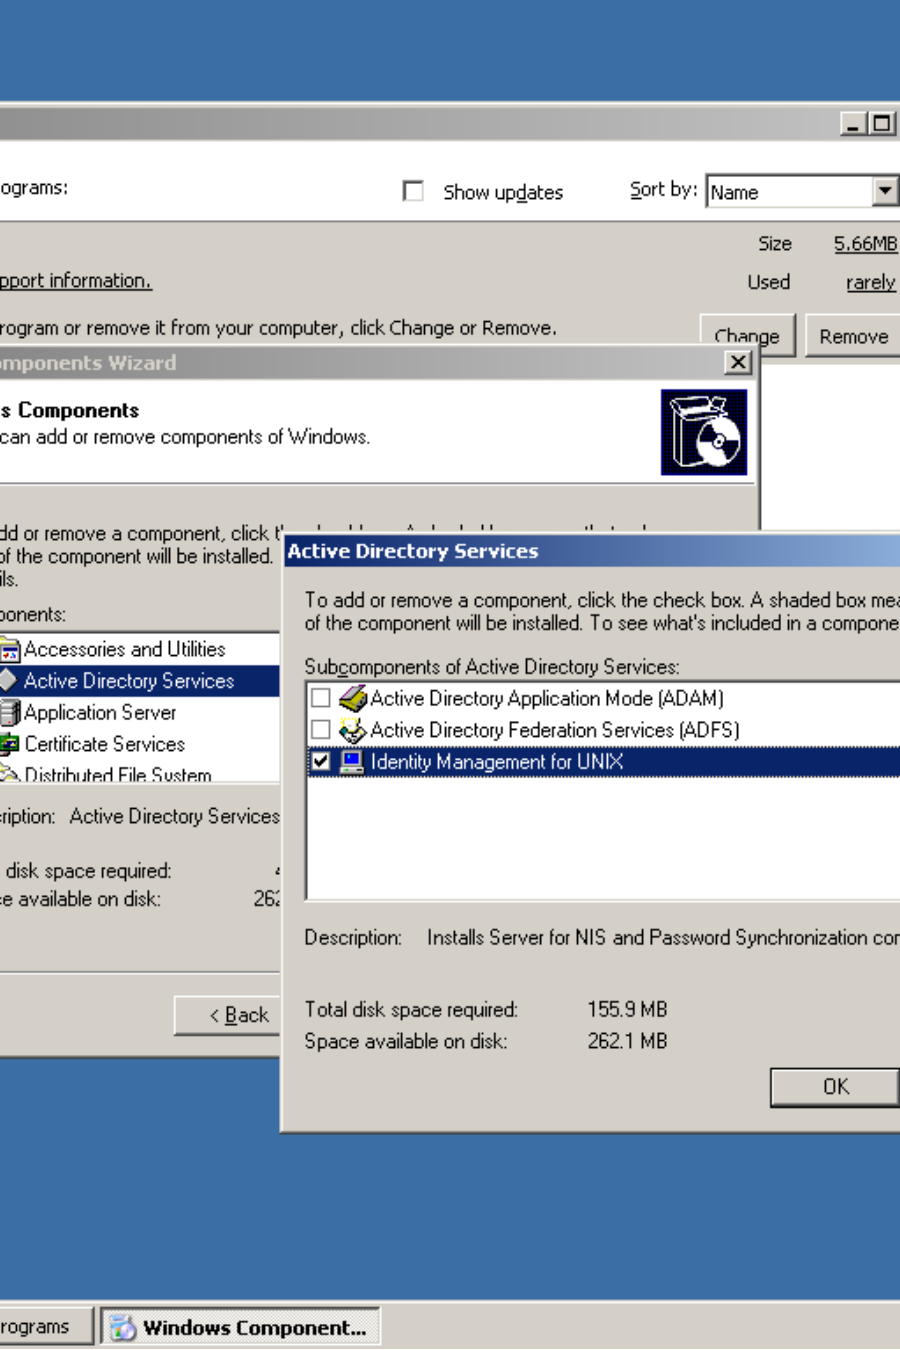 ograms:
Show updates
Sort by:
Name
Size
5.66MB
pport information.
Used
rarely
rogram or remove it from your computer, click Change or Remove.
Change
Remove
omponents Wizard
s Components
can add or remove components of Windows.
dd or remove a component, click
of the component will be installed.
ils.
ponents:
Accessories and Utilities
Active Directory Services
Application Server
Certificate Services
Distributed File System
ription: Active Directory Services
disk space required:
ce available on disk: 262
< Back
Active Directory Services
To add or remove a component, click the check box. A shaded box mea
of the component will be installed. To see what's included in a compone
Subcomponents of Active Directory Services:
Active Directory Application Mode (ADAM)
Active Directory Federation Services (ADFS)
Identity Management for UNIX
Description: Installs Server for NIS and Password Synchronization con
Total disk space required: 155.9 MB
Space available on disk: 262.1 MB
OK
rograms
Windows Component...